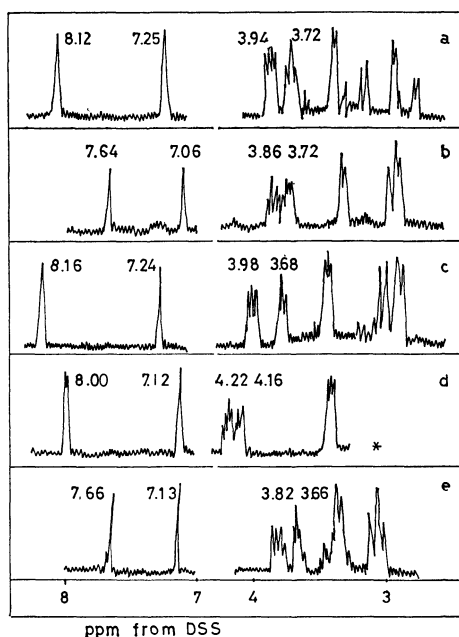 8.12 7.25 3.94 3.72 a
7.64 7.06 3.86 3.72 b
8.16 7.24 3.98 3.68 c
8.00 7.12 4.22 4.16 d
*
7.66 7.13 3.82 3.66 e
8 7 4 3
ppm from DSS